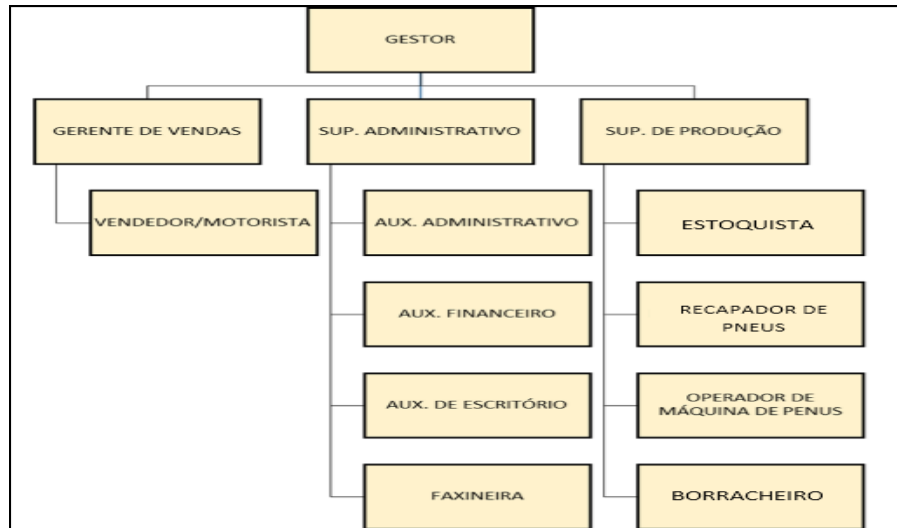 GESTOR
GERENTE DE VENDAS
SUP. ADMINISTRATIVO
SUP. DE PRODUÇÃO
VENDEDOR/MOTORISTA
AUX. ADMINISTRATIVO
ESTOQUISTA
AUX. FINANCEIRO
RECAPADOR DE
PNEUS
AUX. DE ESCRITÓRIO
OPERADOR DE
MÁQUINA DE PENUS
FAXINEIRA
BORRACHEIRO